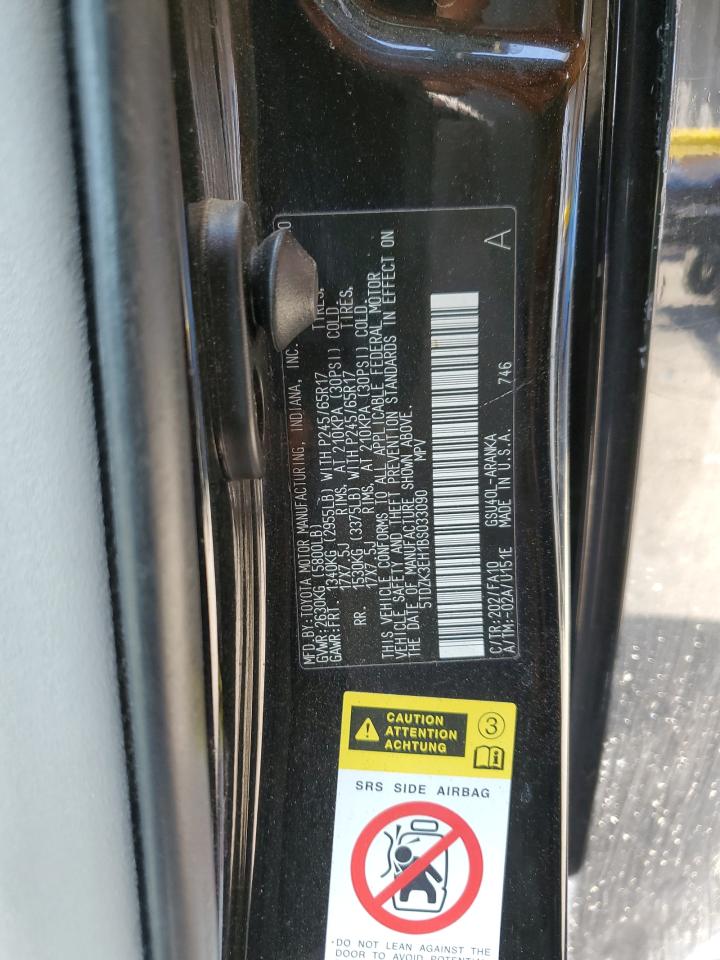 MFD.BY:TOYOTA MOTOR MANUFACTURING, INDIANA, INC.
GVWR:2630KG (5800LB)
GAWR:FRT. 1340KG (2955LB) WITH P245/65R17 TIRES,
17X7.5J RIMS, AT 210KPA (30PSI) COLD.
RR. 1530KG (3375LB) WITH P245/65R17 TIRES,
17X7.5J RIMS, AT 210KPA (30PSI) COLD.
THIS VEHICLE CONFORMS TO ALL APPLICABLE FEDERAL MOTOR
VEHICLE SAFETY AND THEFT PREVENTION STANDARDS IN EFFECT ON
THE DATE OF MANUFACTURE SHOWN ABOVE.
5TDZK3EH1BS033090 MPV
C/TR:202/FA10 GSU40L-ARANKA
A/TM:-02A/U151E MADE IN U.S.A. 746
A
CAUTION
ATTENTION
ACHTUNG
3
SRS SIDE AIRBAG
·DO NOT LEAN AGAINST THE
DOOR TO AVOID POTENTIAL